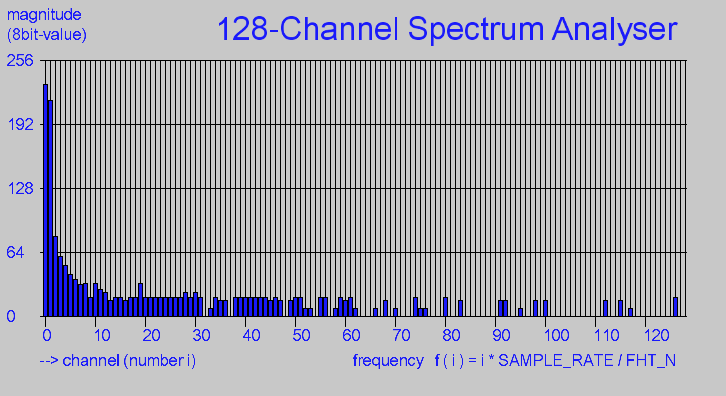 magnitude
(8bit-value)
128-Channel Spectrum Analyser
256
192
128
64
0
0 10 20 30 40 50 60 70 80 90 100 110 120
--> channel (number i)
frequency f ( i ) = i * SAMPLE_RATE / FHT_N